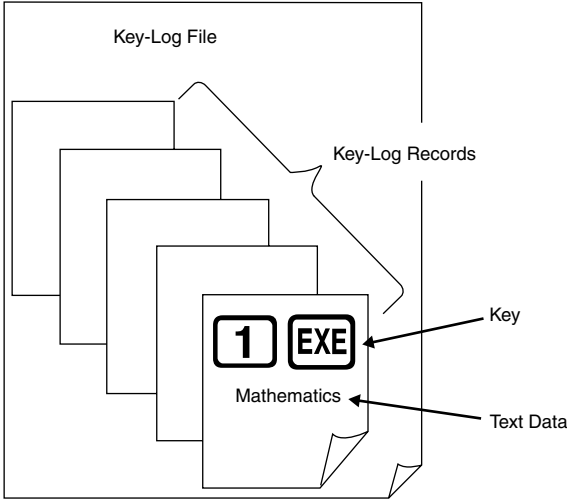 Key-Log File
Key-Log Records
1 EXE
Key
Mathematics
Text Data